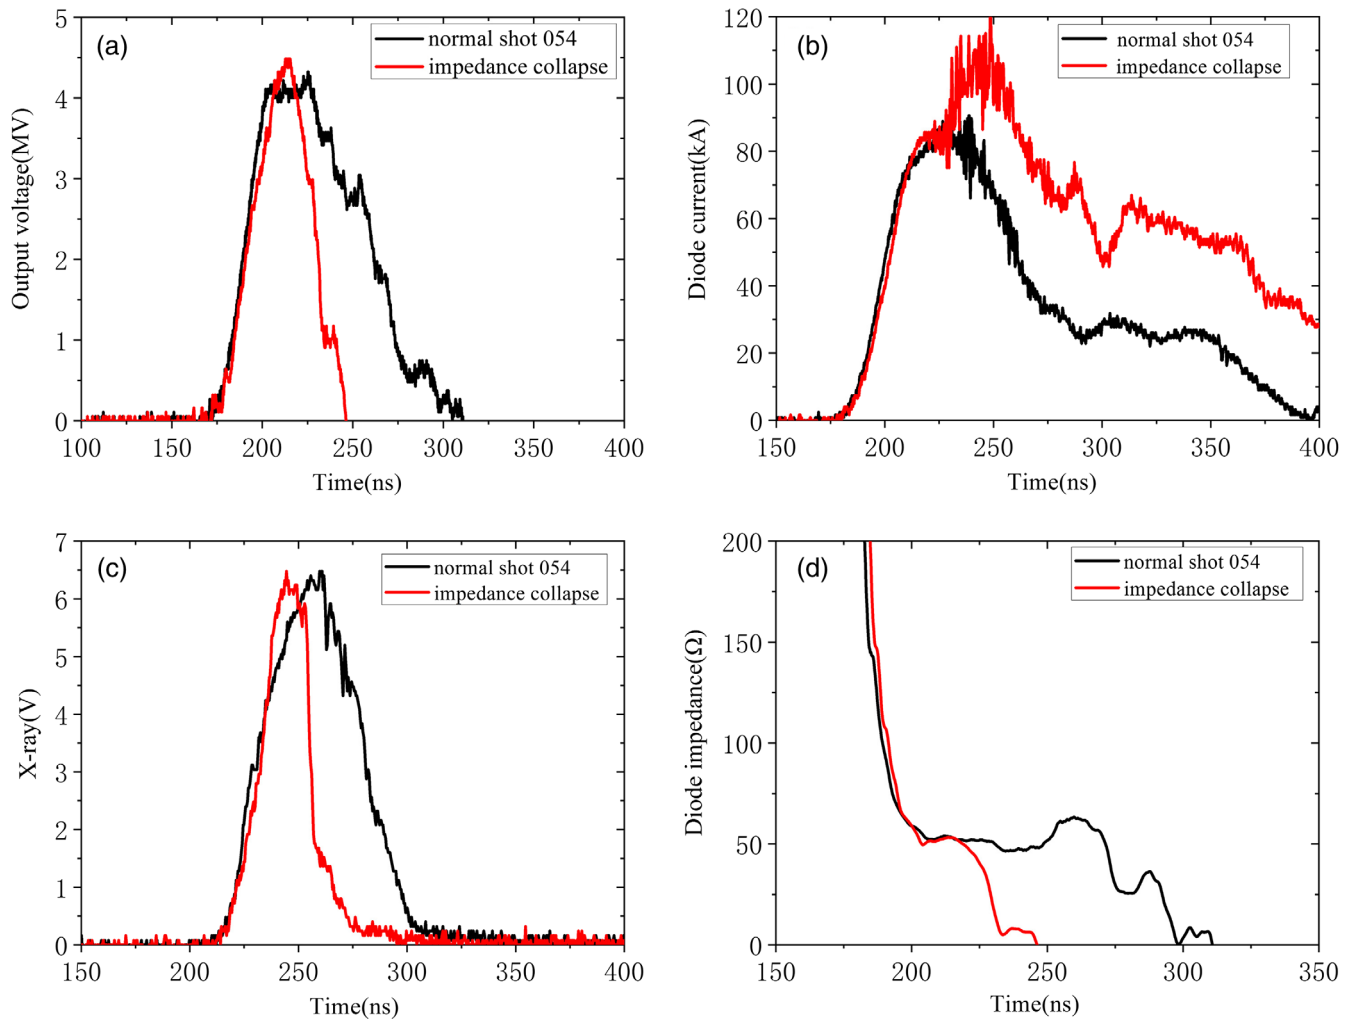 (a)
normal shot 054
impedance collapse
Output voltage(MV)
5
4
3
2
1
0
100 150 200 250 300 350 400
Time(ns)
(b)
normal shot 054
impedance collapse
Diode current(kA)
120
100
80
60
40
20
0
150 200 250 300 350 400
Time(ns)
(c)
normal shot 054
impedance collapse
X-ray(V)
7
6
5
4
3
2
1
0
150 200 250 300 350 400
Time(ns)
(d)
normal shot 054
impedance collapse
Diode impedance(Ω)
200
150
100
50
0
150 200 250 300 350
Time(ns)